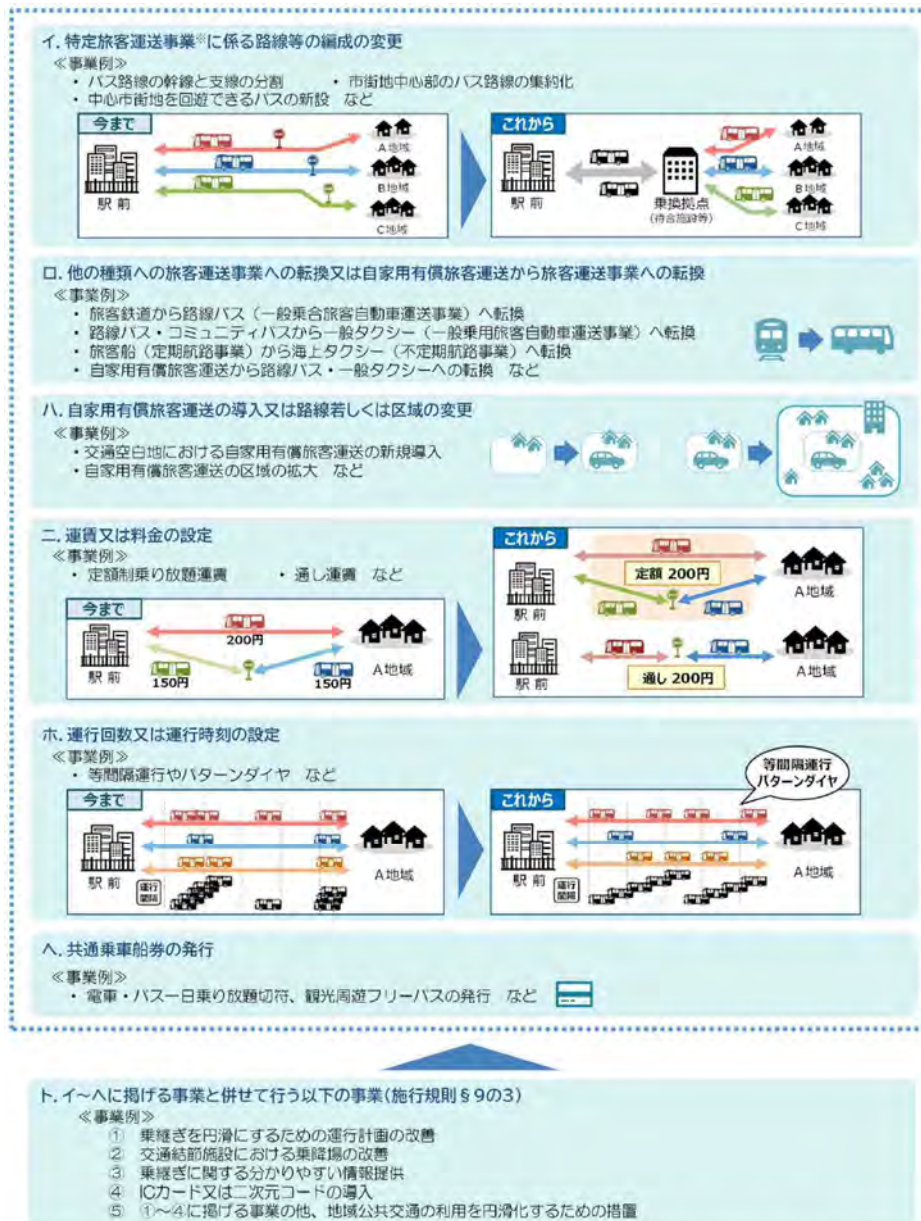 イ．特定旅客運送事業※に係る路線等の編成の変更
≪事業例≫
・ バス路線の幹線と支線の分割　・ 市街地中心部のバス路線の集約化
・ 中心市街地を回遊できるバスの新設　など
今まで
駅前
A地域
B地域
C地域
これから
駅前
乗換拠点
(待合施設等)
A地域
B地域
C地域
ロ．他の種類への旅客運送事業への転換又は自家用有償旅客運送から旅客運送事業への転換
≪事業例≫
・ 旅客鉄道から路線バス（一般乗合旅客自動車運送事業）へ転換
・ 路線バス・コミュニティバスから一般タクシー（一般乗用旅客自動車運送事業）へ転換
・ 旅客船（定期航路事業）から海上タクシー（不定期航路事業）へ転換
・ 自家用有償旅客運送から路線バス・一般タクシーへの転換　など
ハ．自家用有償旅客運送の導入又は路線若しくは区域の変更
≪事業例≫
・交通空白地における自家用有償旅客運送の新規導入
・自家用有償旅客運送の区域の拡大　など
ニ．運賃又は料金の設定
≪事業例≫
・ 定額制乗り放題運賃　・ 通し運賃　など
今まで
駅前
200円
150円
150円
A地域
これから
駅前
定額 200円
A地域
駅前
通し 200円
A地域
ホ．運行回数又は運行時刻の設定
≪事業例≫
・ 等間隔運行やパターンダイヤ　など
今まで
駅前
A地域
運行
間隔
等間隔運行
パターンダイヤ
これから
駅前
A地域
運行
間隔
ヘ．共通乗車船券の発行
≪事業例≫
・ 電車・バス一日乗り放題切符、観光周遊フリーパスの発行　など
ト．イ～ヘに掲げる事業と併せて行う以下の事業(施行規則§9の3)
≪事業例≫
①　乗継ぎを円滑にするための運行計画の改善
②　交通結節施設における乗降場の改善
③　乗継ぎに関する分かりやすい情報提供
④　ICカード又は二次元コードの導入
⑤　①～④に掲げる事業の他、地域公共交通の利用を円滑化するための措置